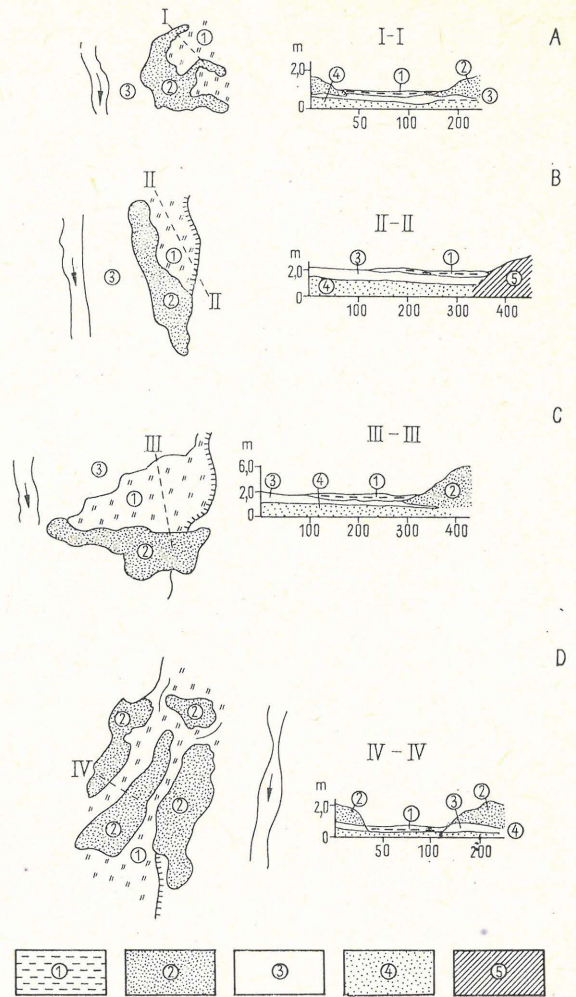 I I-I A
① m ④ ① ②
2,0
③ ② ③
0
50 100 200
B
II II-II
m ③ ①
③ ① 2,0
② ④ ⑤
II 0
100 200 300 400
C
III III-III
m
③ 6,0 ③ ④ ①
① 2,0 ②
② 0
100 200 300 400
D
② ②
IV IV-IV
m ② ① ③ ②
② 2,0
② 0 ④
① 50 100 200
① ② ③ ④ ⑤